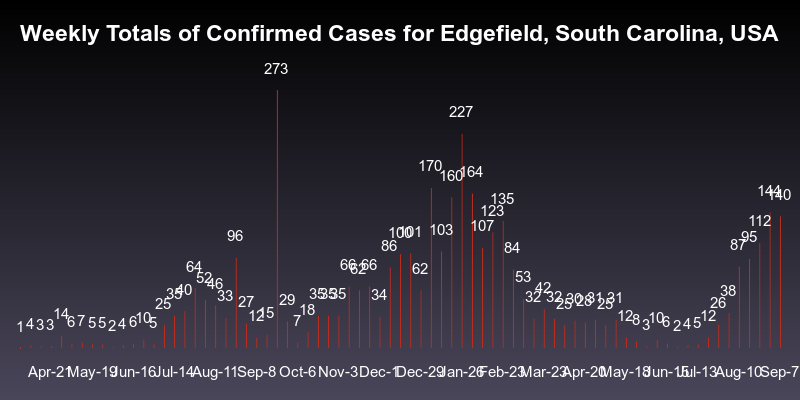 Weekly Totals of Confirmed Cases for Edgefield, South Carolina, USA
1 4 3 3 14 6 7 5 5 2 4 6 10 5 25 35 40 64 52 46 33 96 27 12 15 273 29 7 18 35 35 35 66 62 66 34 86 100 101 62 170 103 160 227 164 107 123 135 84 53 32 42 32 25 30 28 31 25 31 12 8 3 10 6 2 4 5 12 26 38 87 95 112 144 140
Apr-21 May-19 Jun-16 Jul-14 Aug-11 Sep-8 Oct-6 Nov-3 Dec-1 Dec-29 Jan-26 Feb-23 Mar-23 Apr-20 May-18 Jun-15 Jul-13 Aug-10 Sep-7